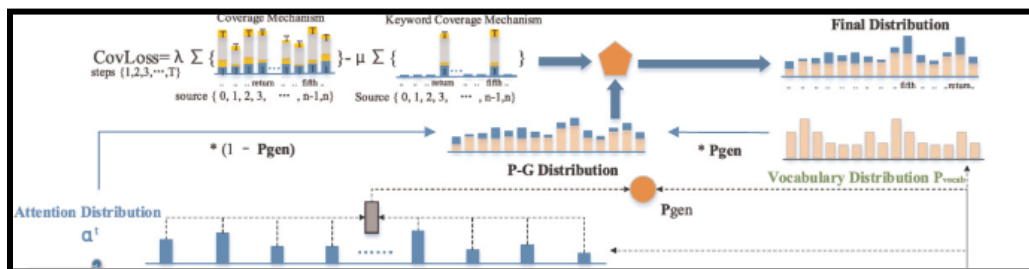 Coverage Mechanism
Keyword Coverage Mechanism
Final Distribution
CovLoss= λ Σ { } - μ Σ { }
steps {1,2,3,···,T}
return fifth
return fifth
source { 0, 1, 2, 3, ··· , n-1,n}
Source { 0, 1, 2, 3, ··· , n-1,n}
fifth return
* (1 - Pgen)
* Pgen
P-G Distribution
Vocabulary Distribution Pvocab
Attention Distribution
αᵗ
Pgen
······